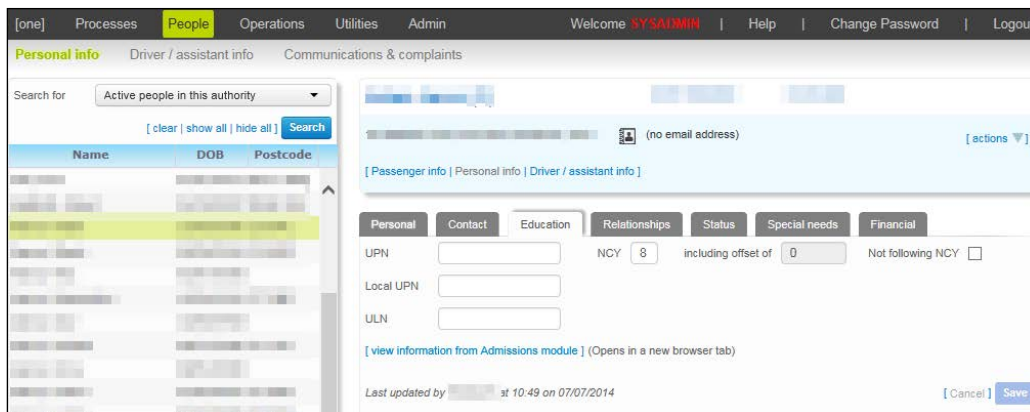 [one] Processes People Operations Utilities Admin Welcome SYSADMIN | Help | Change Password | Logou
Personal info Driver / assistant info Communications & complaints
Search for Active people in this authority
[ clear | show all | hide all ] Search
Name DOB Postcode
(no email address) [ actions ▼]
[ Passenger info | Personal info | Driver / assistant info ]
Personal Contact Education Relationships Status Special needs Financial
UPN NCY 8 including offset of 0 Not following NCY
Local UPN
ULN
[ view information from Admissions module ] (Opens in a new browser tab)
Last updated by at 10:49 on 07/07/2014 [ Cancel ] Save